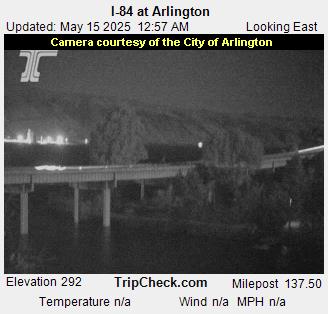 I-84 at Arlington
Updated: May 15 2025 12:57 AM Looking East
Camera courtesy of the City of Arlington
Elevation 292 TripCheck.com Milepost 137.50
Temperature n/a Wind n/a MPH n/a